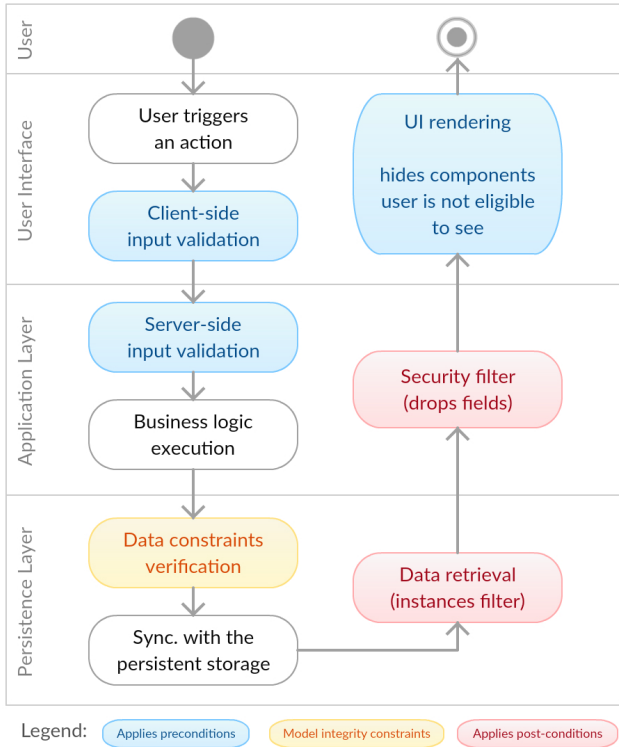 User
User Interface
Application Layer
Persistence Layer
User triggers
an action
Client-side
input validation
Server-side
input validation
Business logic
execution
Data constraints
verification
Sync. with the
persistent storage
Data retrieval
(instances filter)
Security filter
(drops fields)
UI rendering
hides components
user is not eligible
to see
Legend:
Applies preconditions
Model integrity constraints
Applies post-conditions